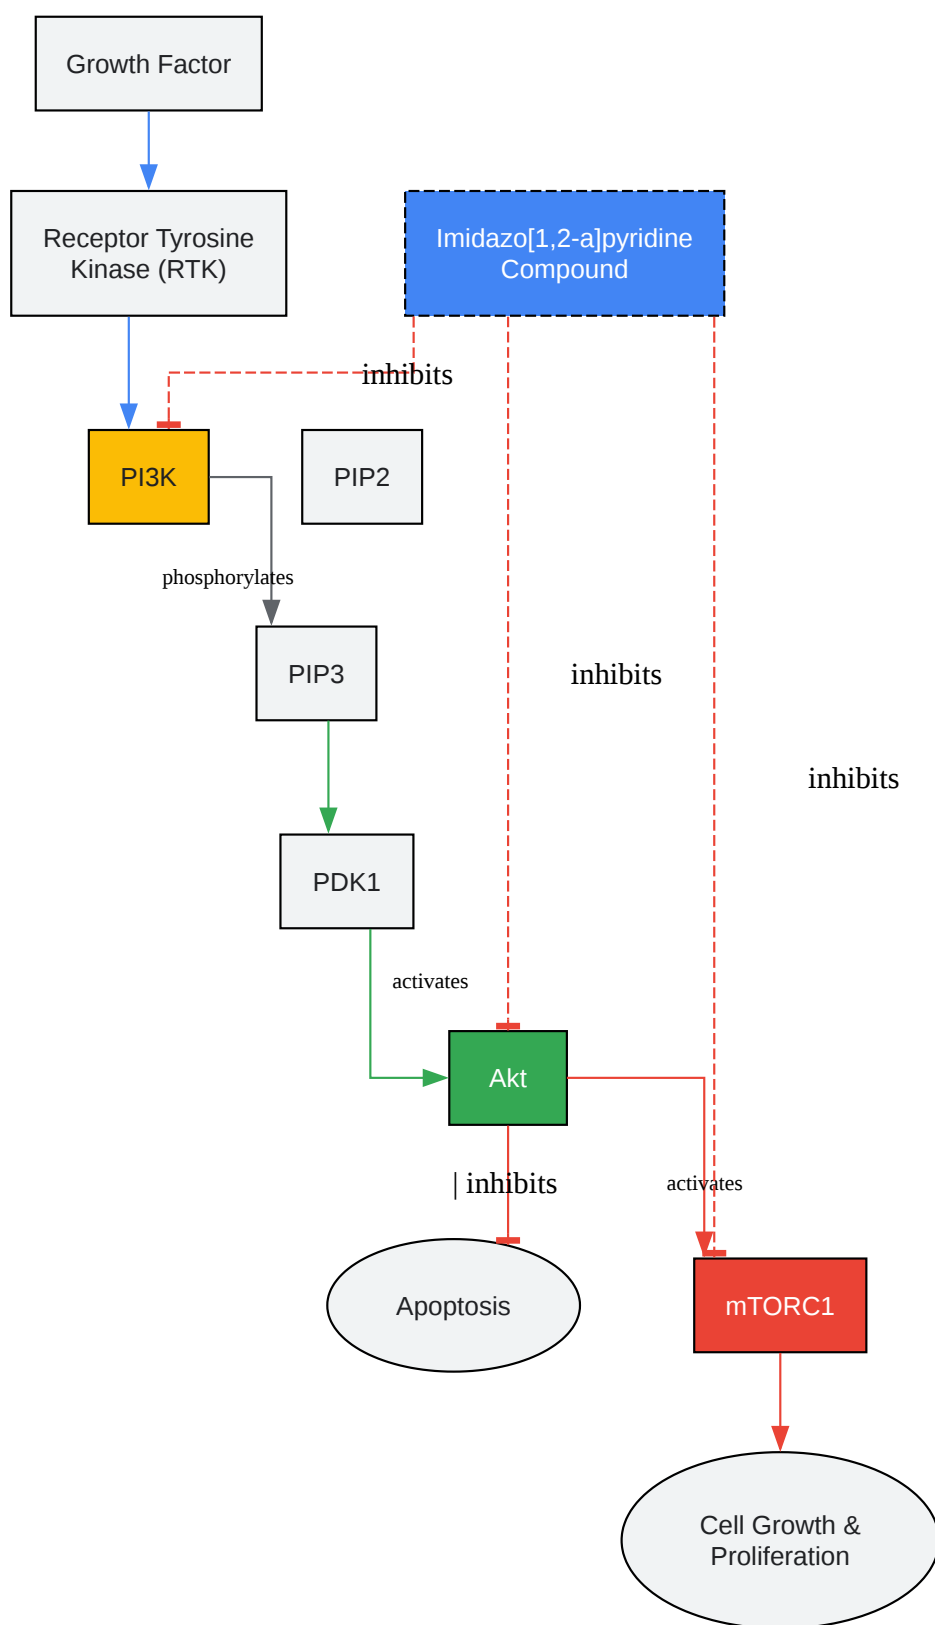 Growth Factor
Receptor Tyrosine
Kinase (RTK)
Imidazo[1,2-a]pyridine
Compound
inhibits
PI3K
PIP2
phosphorylates
PIP3
inhibits
inhibits
PDK1
activates
Akt
| inhibits
activates
Apoptosis
mTORC1
Cell Growth &
Proliferation